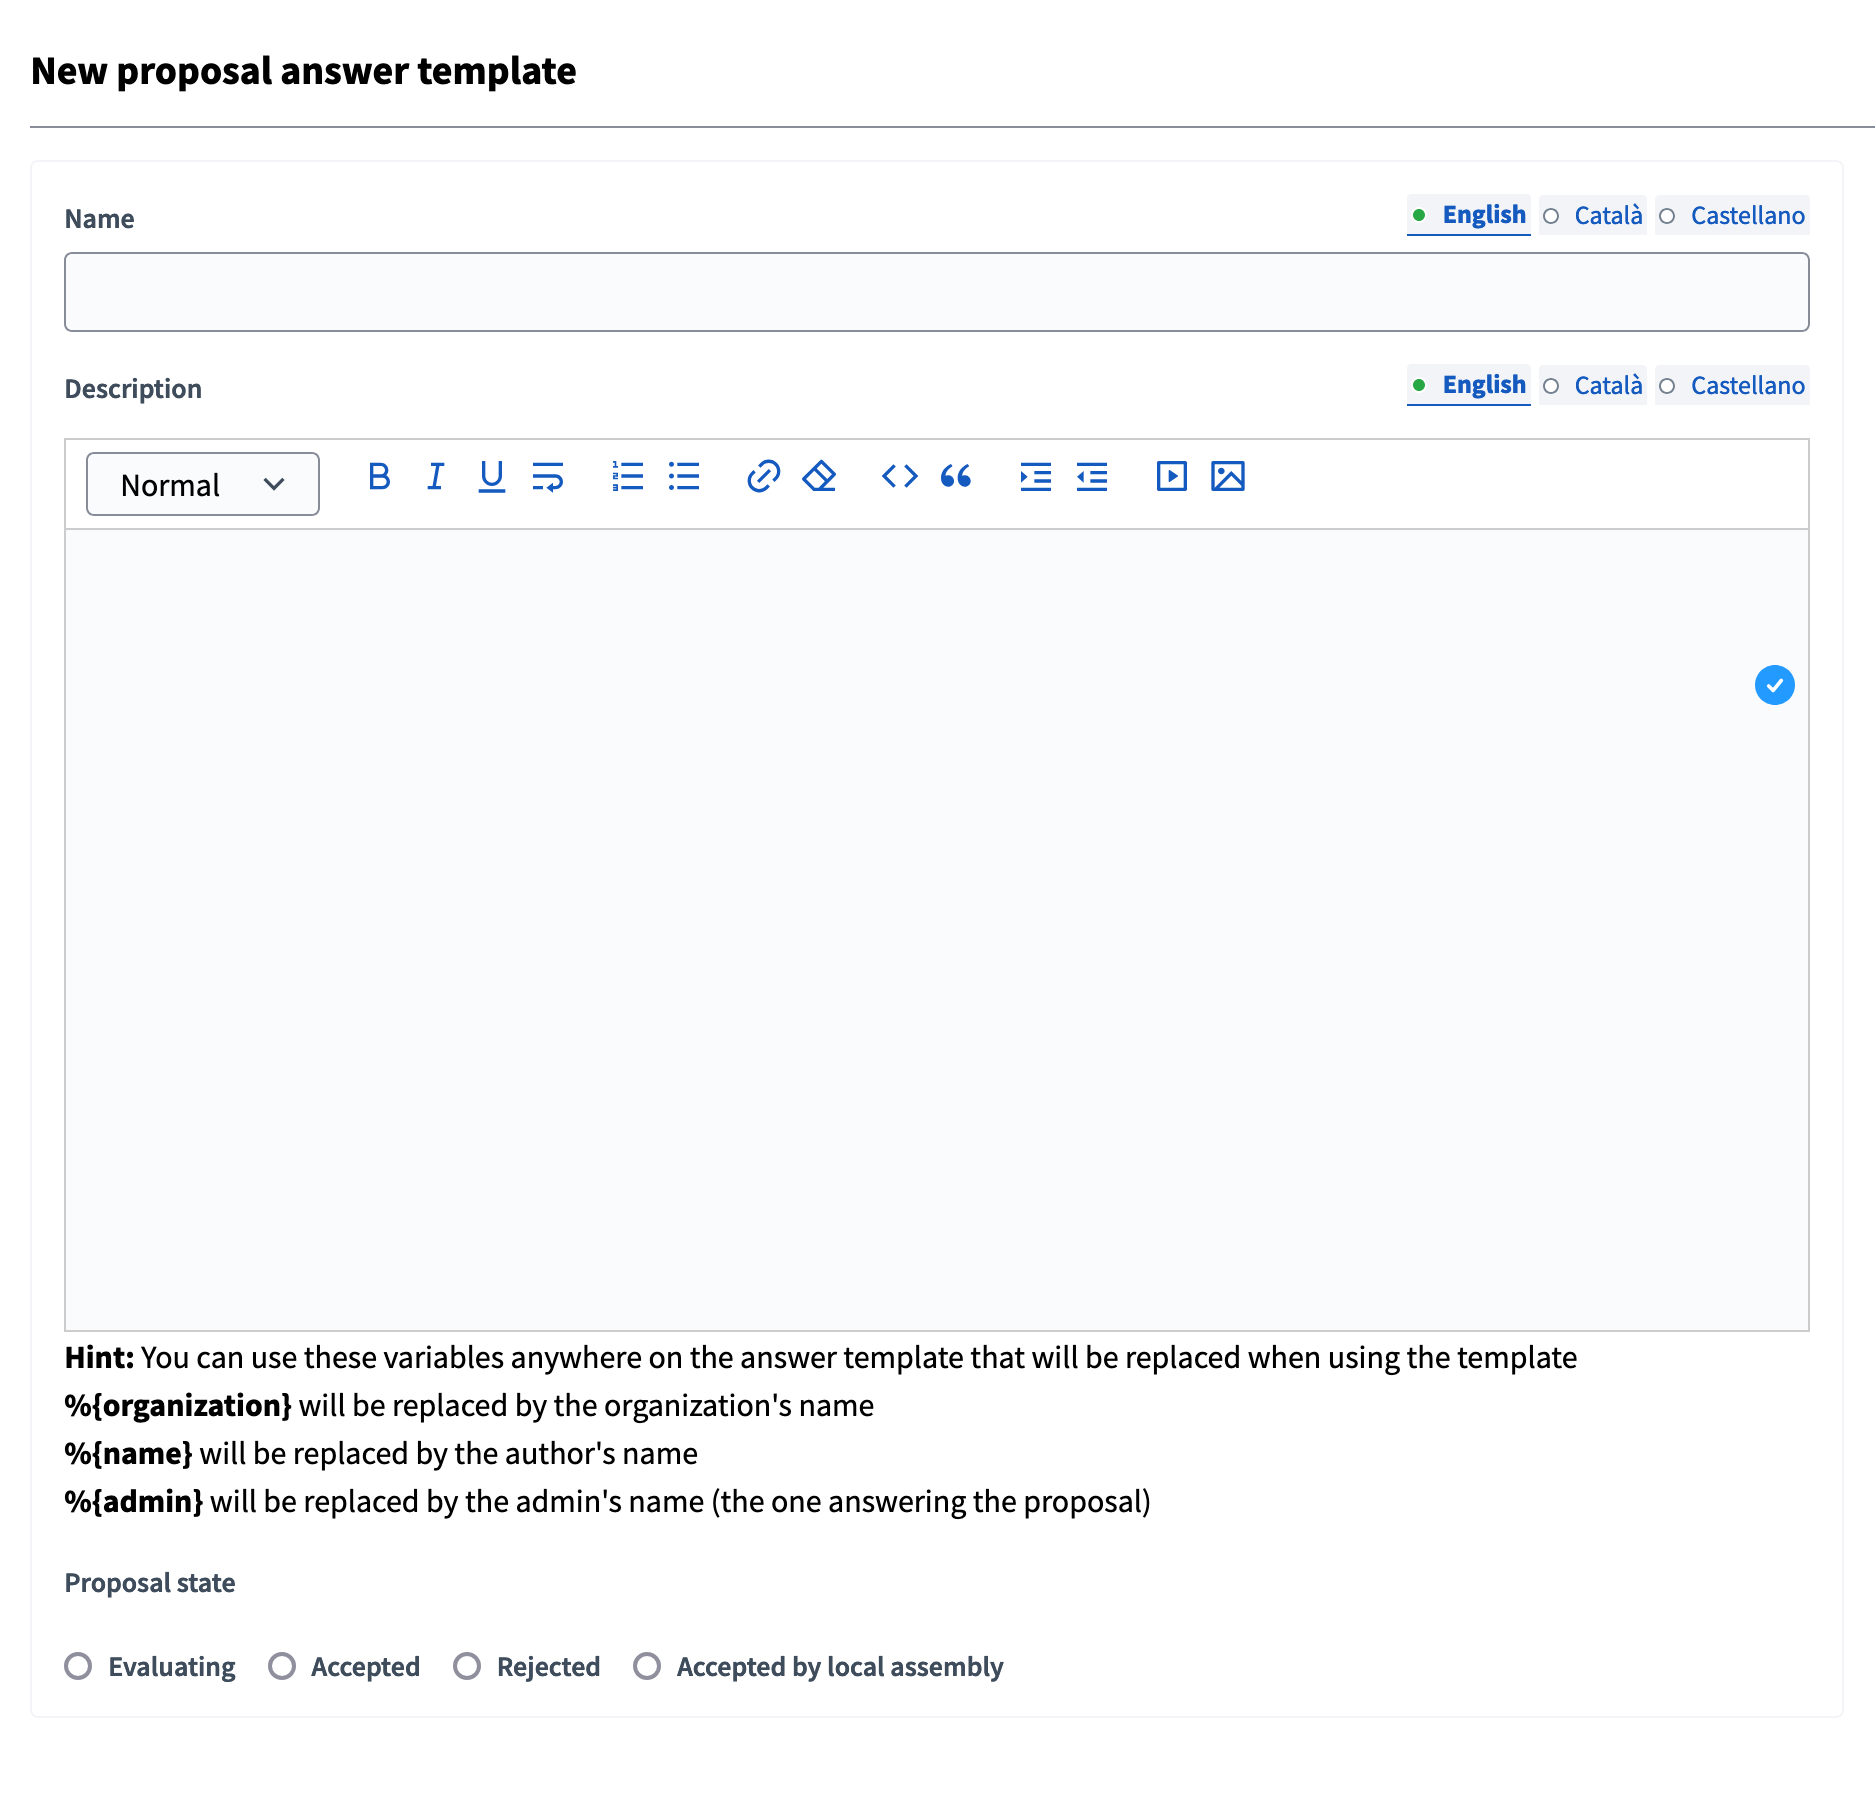 New proposal answer template
Name
English Català Castellano
Description
English Català Castellano
Normal
Hint: You can use these variables anywhere on the answer template that will be replaced when using the template
%{organization} will be replaced by the organization's name
%{name} will be replaced by the author's name
%{admin} will be replaced by the admin's name (the one answering the proposal)
Proposal state
Evaluating Accepted Rejected Accepted by local assembly